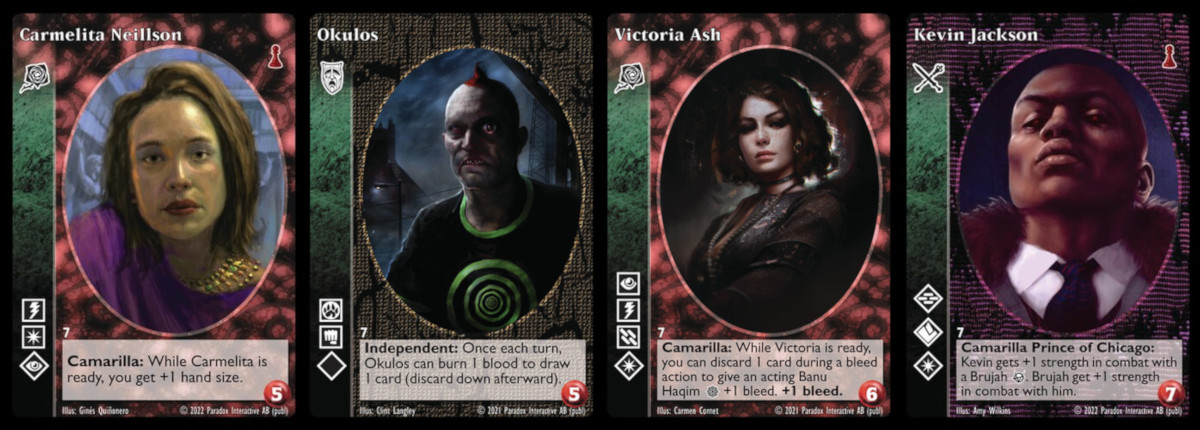 Carmelita Neillson
7
Camarilla: While Carmelita is
ready, you get +1 hand size.
5
Illus: Ginés Quiñonero
© 2022 Paradox Interactive AB (publ)
Okulos
7
Independent: Once each turn,
Okulos can burn 1 blood to draw
1 card (discard down afterward).
5
Illus: Clint Langley
© 2021 Paradox Interactive AB (publ)
Victoria Ash
7
Camarilla: While Victoria is ready,
you can discard 1 card during a bleed
action to give an acting Banu
Haqim +1 bleed. +1 bleed.
6
Illus: Carmen Cornet
© 2021 Paradox Interactive AB (publ)
Kevin Jackson
7
Camarilla Prince of Chicago:
Kevin gets +1 strength in combat with
a Brujah. Brujah get +1 strength
in combat with him.
7
Illus: Amy Wilkins
© 2022 Paradox Interactive AB (publ)